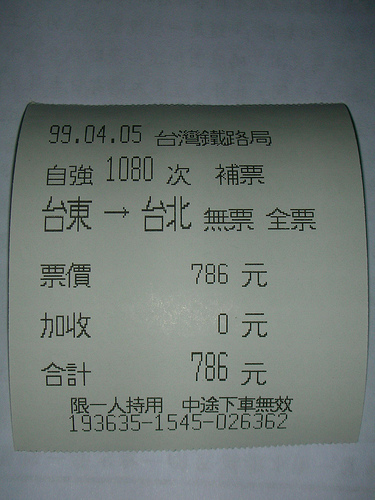 99.04.05 台灣鐵路局
自強 1080 次 補票
台東 → 台北 無票 全票
票價 786 元
加收 0 元
合計 786 元
限一人持用 中途下車無效
193635-1545-026362